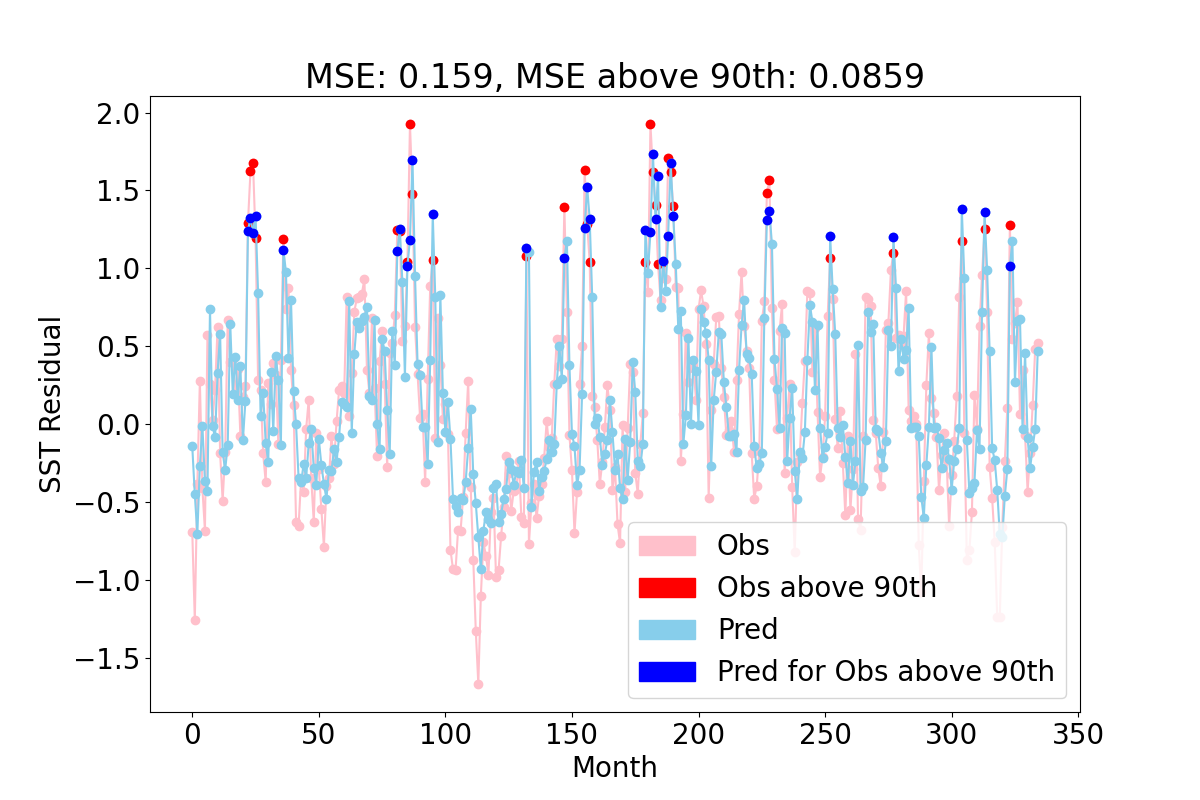 MSE: 0.159, MSE above 90th: 0.0859
2.0
1.5
1.0
0.5
0.0
−0.5
−1.0
−1.5
SST Residual
Obs
Obs above 90th
Pred
Pred for Obs above 90th
0 50 100 150 200 250 300 350
Month